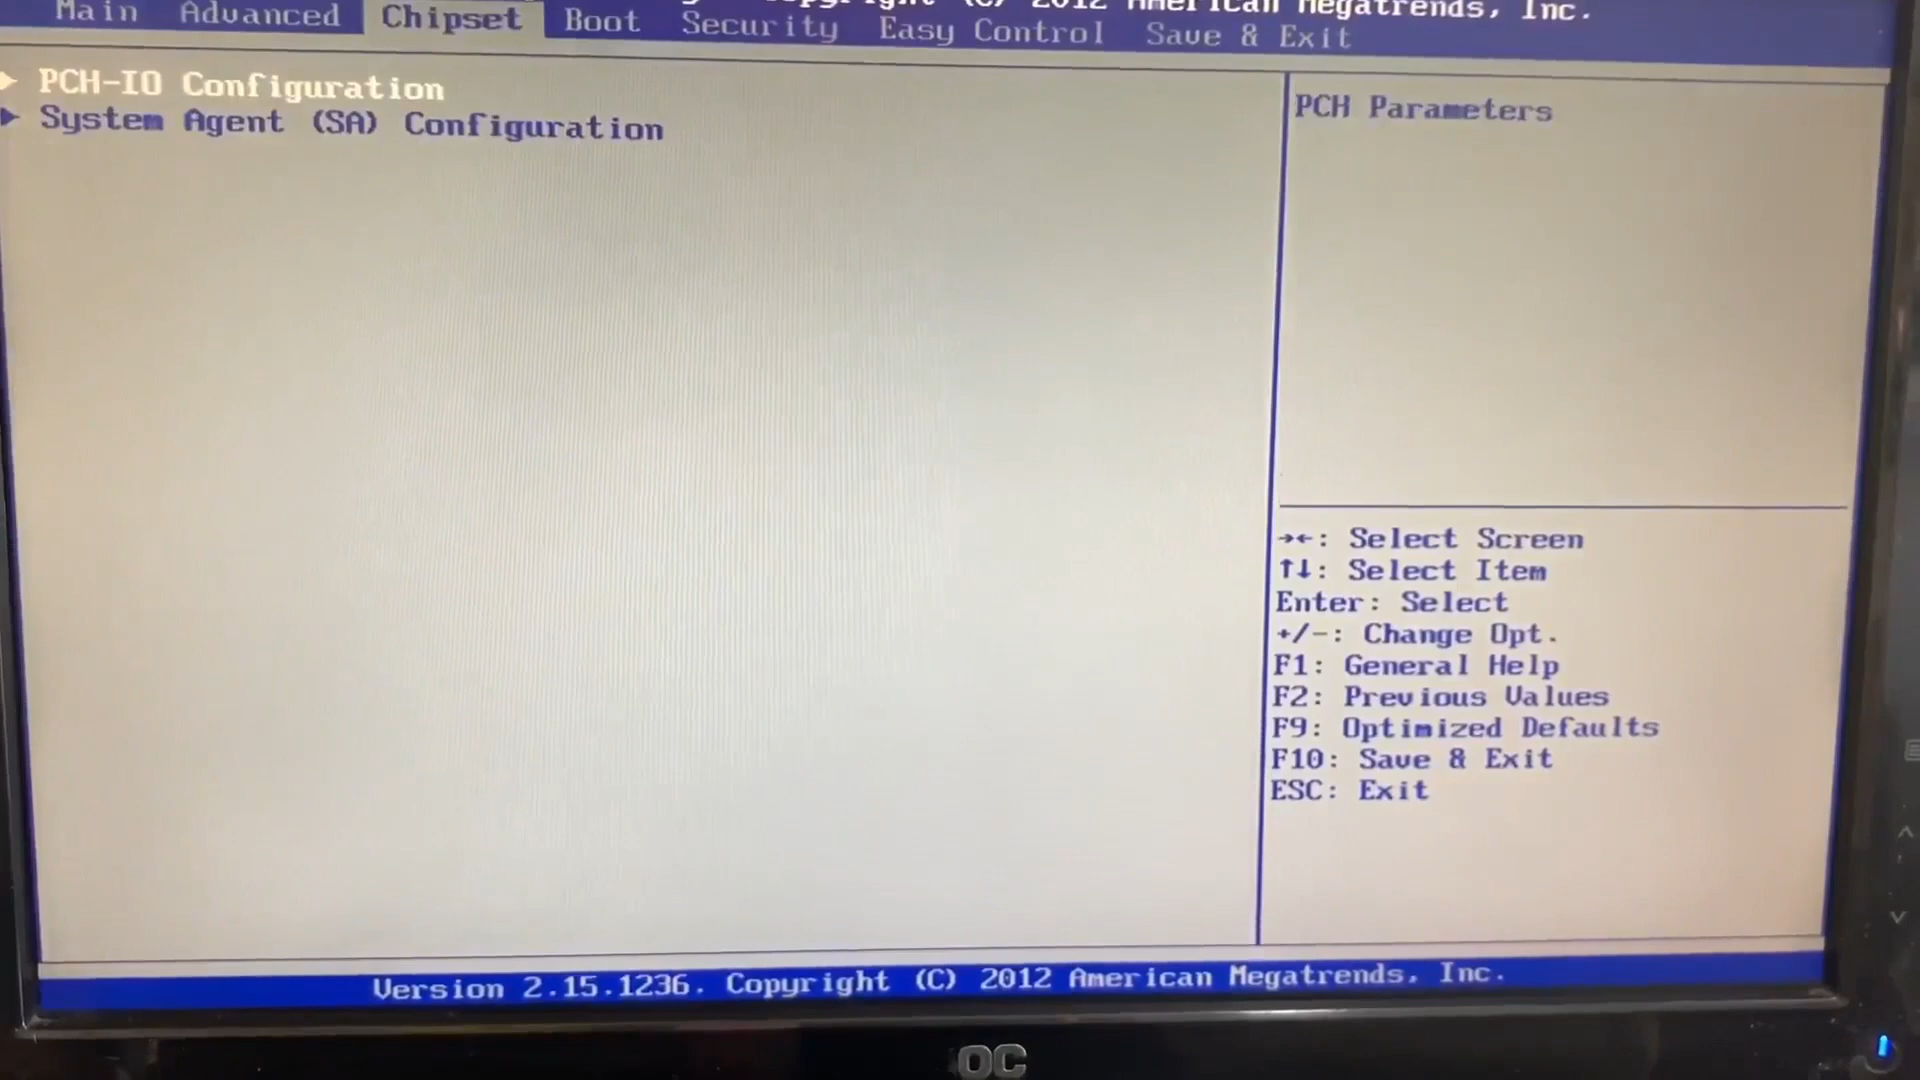 (C) 2012 American Megatrends, Inc.
Main Advanced Chipset Boot Security Easy Control Save & Exit
PCH-IO Configuration
System Agent (SA) Configuration
PCH Parameters
→←: Select Screen
↑↓: Select Item
Enter: Select
+/-: Change Opt.
F1: General Help
F2: Previous Values
F9: Optimized Defaults
F10: Save & Exit
ESC: Exit
Version 2.15.1236. Copyright (C) 2012 American Megatrends, Inc.
OC